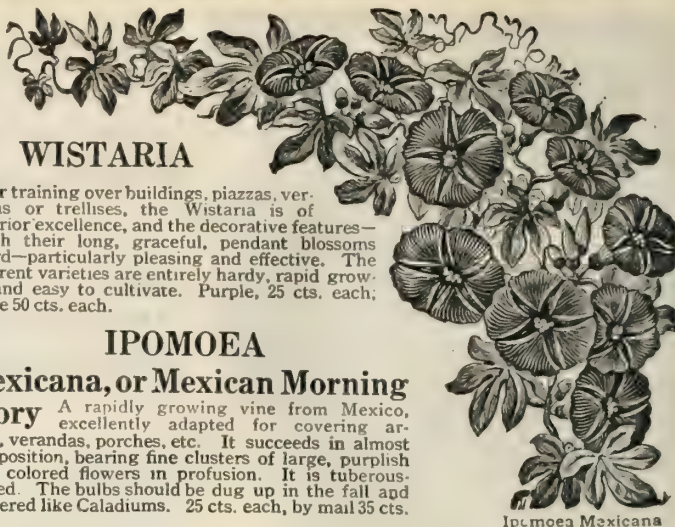 WISTARIA
r training over buildings, piazzas, ver-
s or trellises, the Wistaria is of
rior excellence, and the decorative features—
h their long, graceful, pendant blossoms
rd—particularly pleasing and effective. The
rent varieties are entirely hardy, rapid grow-
nd easy to cultivate. Purple, 25 cts. each;
e 50 cts. each.
IPOMOEA
exicana, or Mexican Morning
ory A rapidly growing vine from Mexico,
excellently adapted for covering ar-
, verandas, porches, etc. It succeeds in almost
position, bearing fine clusters of large, purplish
colored flowers in profusion. It is tuberous-
ed. The bulbs should be dug up in the fall and
ered like Caladiums. 25 cts. each, by mail 35 cts.
Ipomoea Mexicana